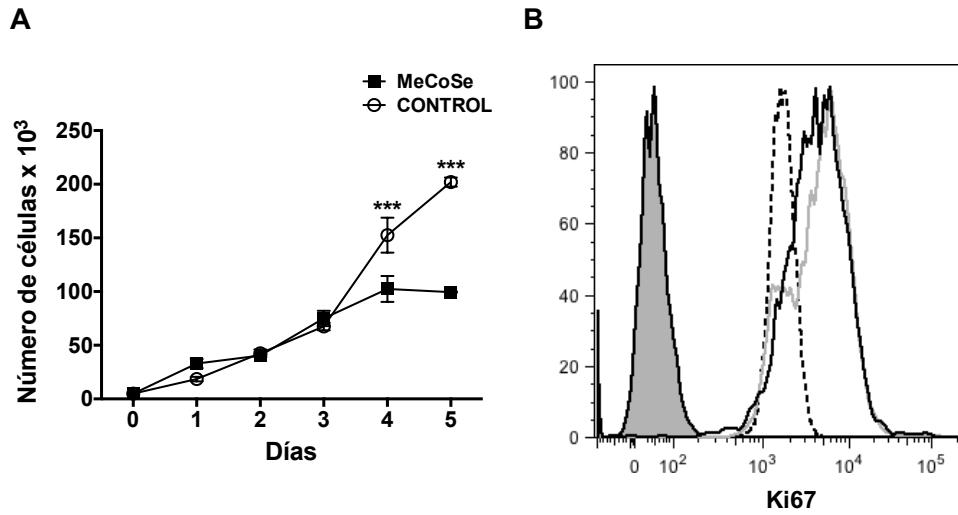 A
MeCoSe
CONTROL
Número de células x 10³
250
200
150
100
50
0
***
***
0 1 2 3 4 5
Días
B
100
80
60
40
20
0
0 10² 10³ 10⁴ 10⁵
Ki67